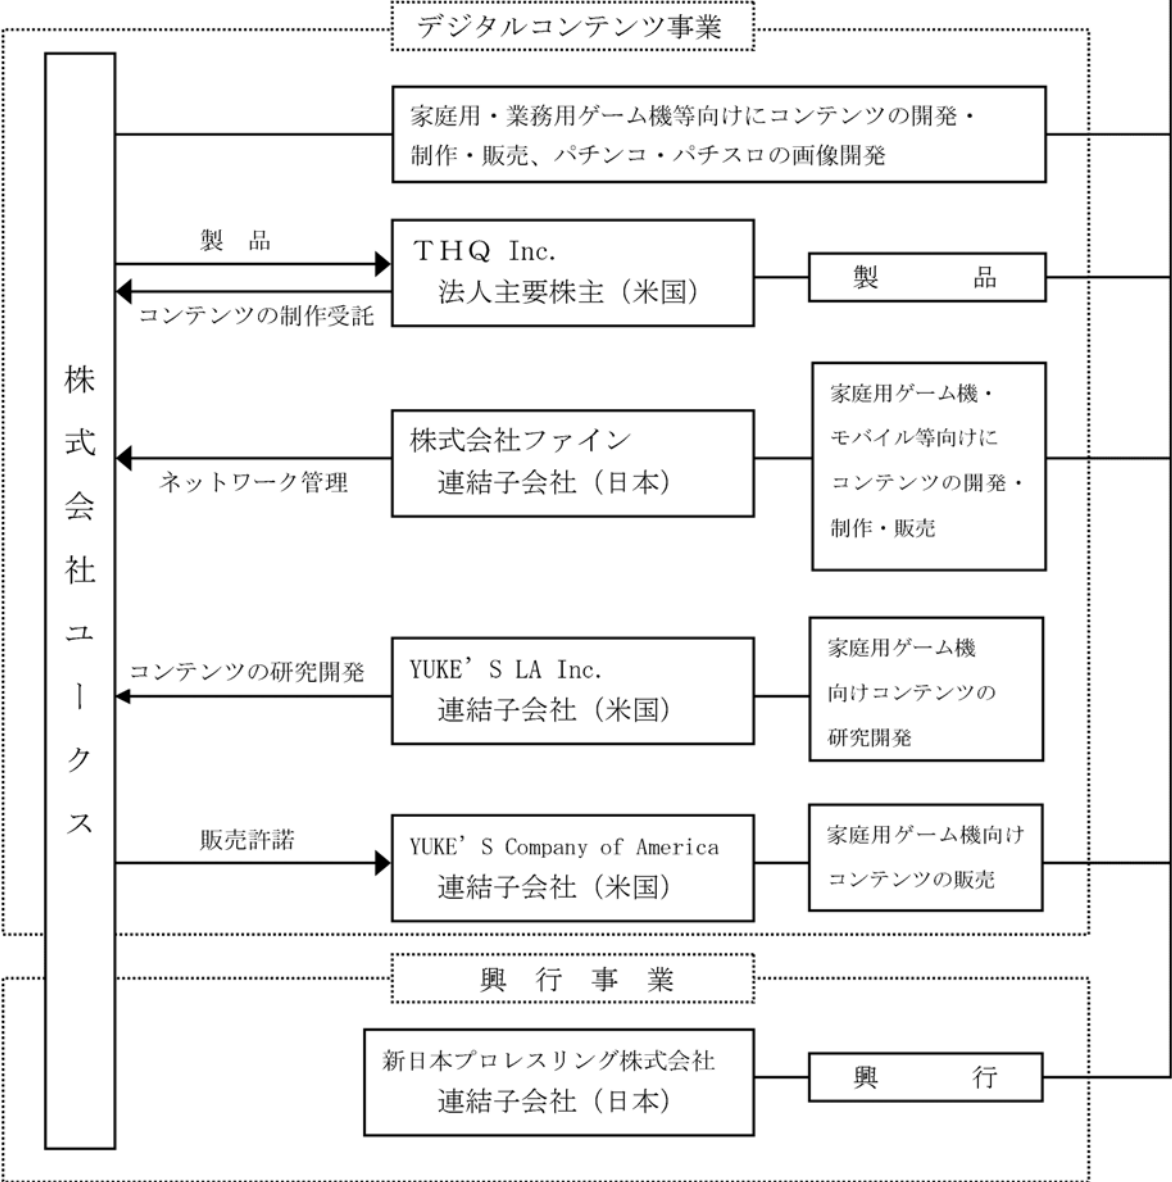 デジタルコンテンツ事業
家庭用・業務用ゲーム機等向けにコンテンツの開発・
制作・販売、パチンコ・パチスロの画像開発
製 品
THQ Inc.
法人主要株主（米国）
製 品
コンテンツの制作受託
株式会社ユークス
家庭用ゲーム機・
モバイル等向けに
コンテンツの開発・
制作・販売
株式会社ファイン
連結子会社（日本）
ネットワーク管理
コンテンツの研究開発
YUKE’S LA Inc.
連結子会社（米国）
家庭用ゲーム機
向けコンテンツの
研究開発
販売許諾
YUKE’S Company of America
連結子会社（米国）
家庭用ゲーム機向け
コンテンツの販売
興 行 事 業
新日本プロレスリング株式会社
連結子会社（日本）
興 行